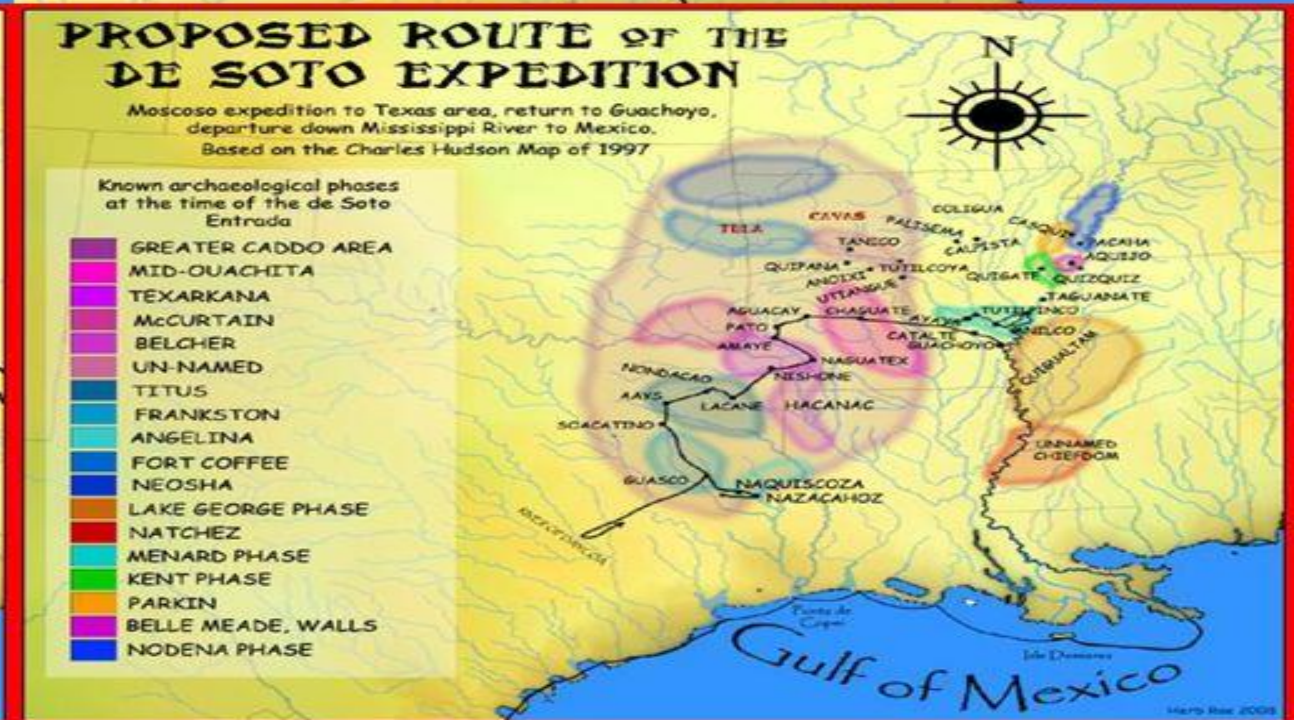 PROPOSED ROUTE OF THE
DE SOTO EXPEDITION
Moscoso expedition to Texas area, return to Guachoyo,
departure down Mississippi River to Mexico.
Based on the Charles Hudson Map of 1997
N
Known archaeological phases
at the time of the de Soto
Entrada
GREATER CADDO AREA
MID-OUACHITA
TEXARKANA
McCURTAIN
BELCHER
UN-NAMED
TITUS
FRANKSTON
ANGELINA
FORT COFFEE
NEOSHA
LAKE GEORGE PHASE
NATCHEZ
MENARD PHASE
KENT PHASE
PARKIN
BELLE MEADE, WALLS
NODENA PHASE
COLIGUA
CAYAS
PALISEMA
CASQUI
TULA
TANICO
CALPISTA
PACAHA
AQUIJO
QUIPANA
TUTILCOYA
ANOIXI
QUIGATE
QUIZQUIZ
UTIANGUE
TAGUANATE
AGUACAY
CHAGUATE
AYAYS
PATO
CATALTE
ANILCO
AMAYE
GUACHOYO
NAGUATEX
QUIGUALTAM
NONDACAO
NISHONE
AAYS
LACANE
HACANAC
SOACATINO
UNNAMED
CHIEFDOM
GUASCO
NAQUISCOZA
NAZACAHOZ
Gulf of Mexico
Herb Roe 2008